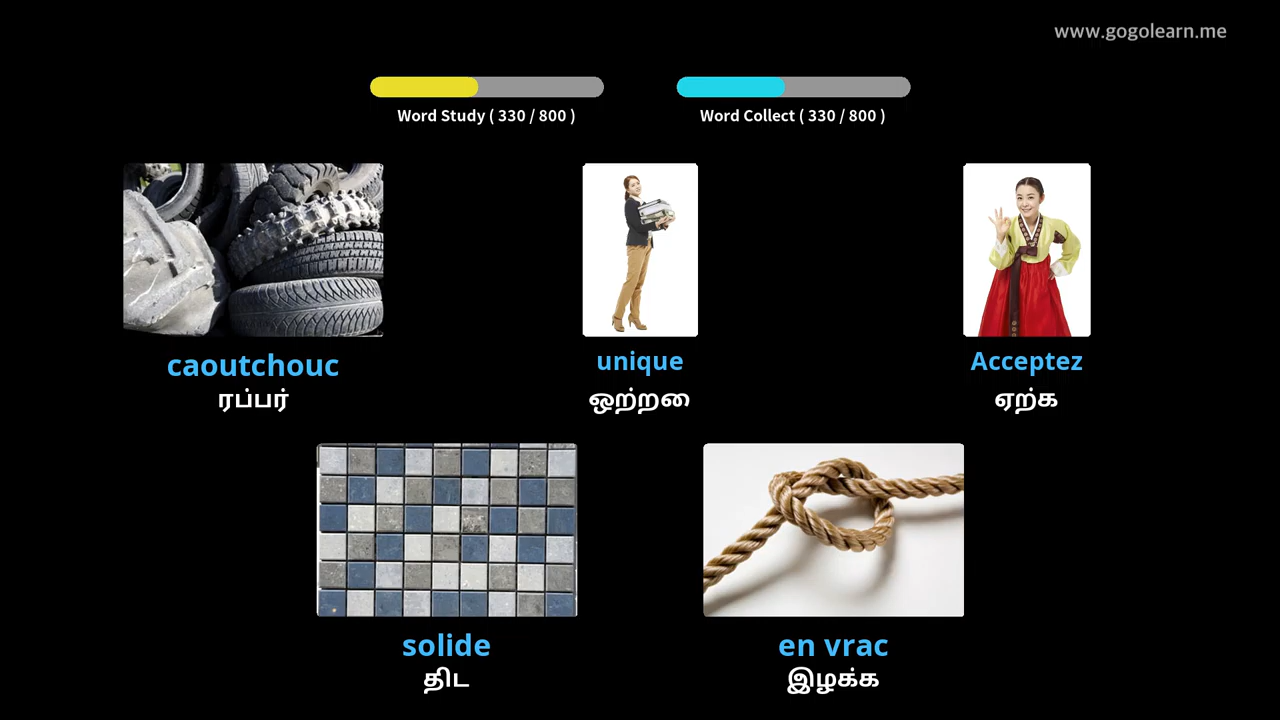 www.gogolearn.me
Word Study ( 330 / 800 )
Word Collect ( 330 / 800 )
caoutchouc
ரப்பர்
unique
ஒற்றை
Acceptez
ஏற்க
solide
திட
en vrac
இழக்க